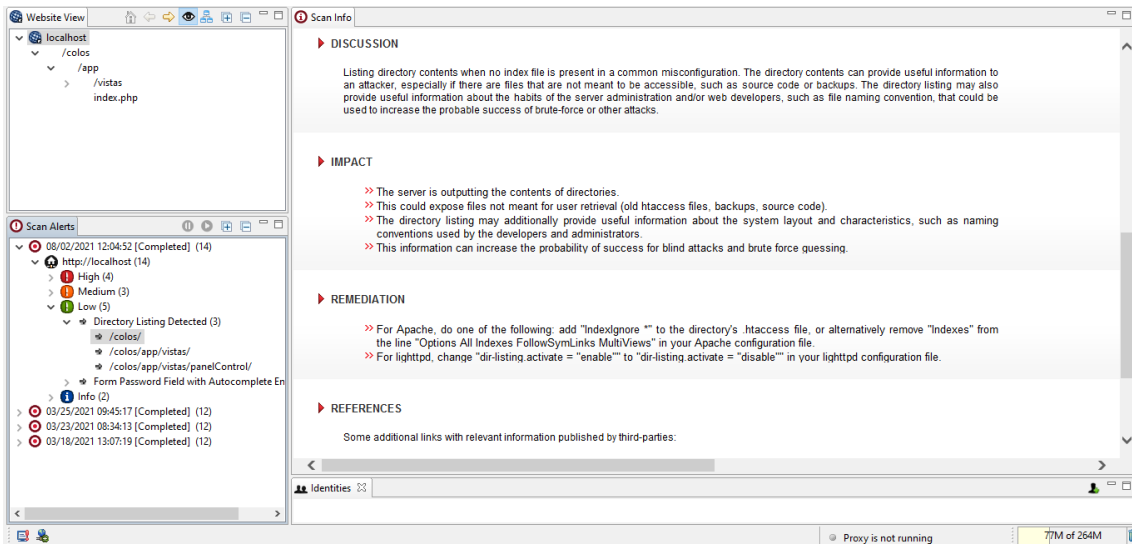 Website View
localhost
/colos
/app
/vistas
index.php
Scan Alerts
08/02/2021 12:04:52 [Completed] (14)
http://localhost (14)
High (4)
Medium (3)
Low (5)
Directory Listing Detected (3)
/colos/
/colos/app/vistas/
/colos/app/vistas/panelControl/
Form Password Field with Autocomplete En
Info (2)
03/25/2021 09:45:17 [Completed] (12)
03/23/2021 08:34:13 [Completed] (12)
03/18/2021 13:07:19 [Completed] (12)
Scan Info
DISCUSSION
Listing directory contents when no index file is present in a common misconfiguration. The directory contents can provide useful information to
an attacker, especially if there are files that are not meant to be accessible, such as source code or backups. The directory listing may also
provide useful information about the habits of the server administration and/or web developers, such as file naming convention, that could be
used to increase the probable success of brute-force or other attacks.
IMPACT
>> The server is outputting the contents of directories.
>> This could expose files not meant for user retrieval (old htaccess files, backups, source code).
>> The directory listing may additionally provide useful information about the system layout and characteristics, such as naming
conventions used by the developers and administrators.
>> This information can increase the probability of success for blind attacks and brute force guessing.
REMEDIATION
>> For Apache, do one of the following: add "IndexIgnore *" to the directory's .htaccess file, or alternatively remove "Indexes" from
the line "Options All Indexes FollowSymLinks MultiViews" in your Apache configuration file.
>> For lighttpd, change "dir-listing.activate = "enable"" to "dir-listing.activate = "disable"" in your lighttpd configuration file.
REFERENCES
Some additional links with relevant information published by third-parties:
Identities
Proxy is not running
77M of 264M